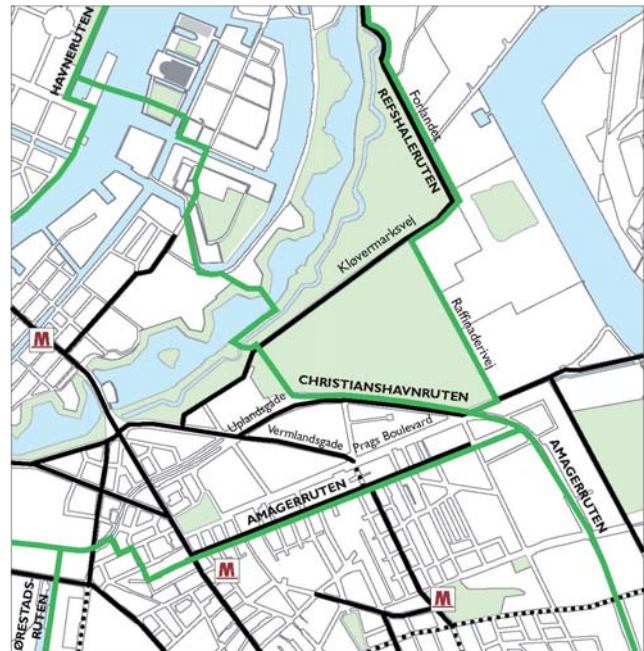 HAVNERUTEN
Forlandet
REFSHALERUTEN
Kløvermarksvej
Raffinaderivej
M
CHRISTIANSHAVNRUTEN
Uplandsgade
Vermlandsgade
Prags Boulevard
AMAGERRUTEN
AMAGERRUTEN
M
M
ØRESTADS-
RUTEN